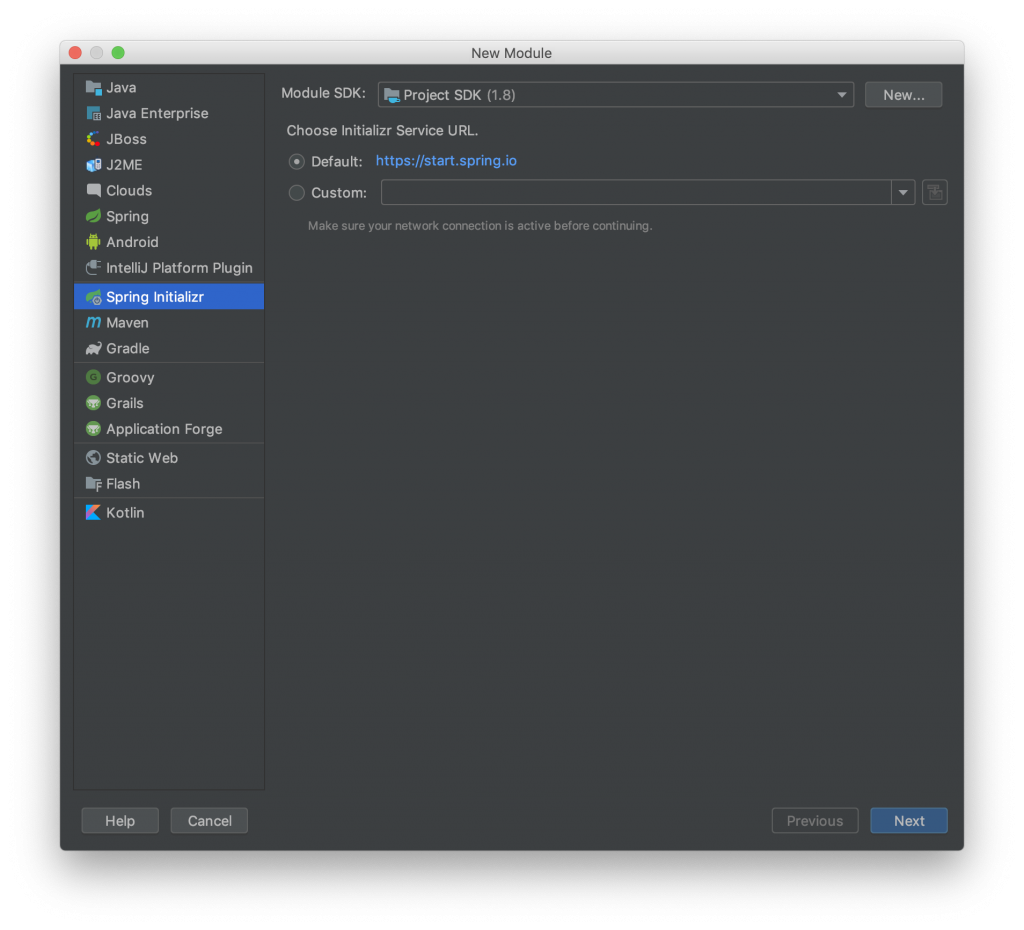 New Module
Java
Java Enterprise
JBoss
J2ME
Clouds
Spring
Android
IntelliJ Platform Plugin
Spring Initializr
Maven
Gradle
Groovy
Grails
Application Forge
Static Web
Flash
Kotlin
Module SDK: Project SDK (1.8) New...
Choose Initializr Service URL.
Default: https://start.spring.io
Custom:
Make sure your network connection is active before continuing.
Help Cancel Previous Next